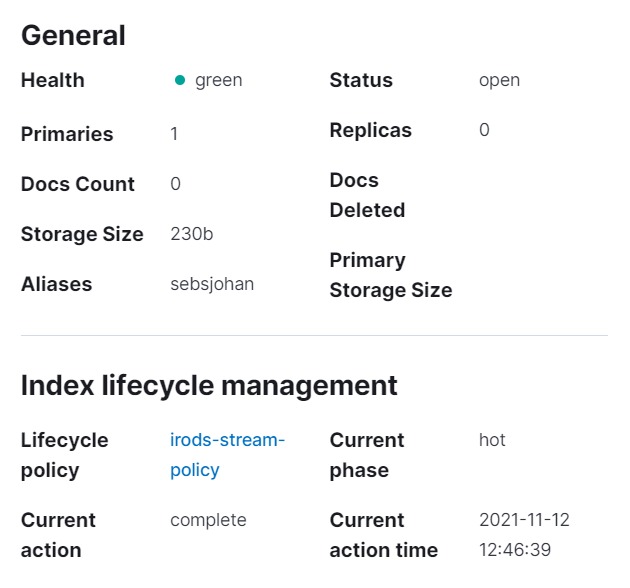 General
Health green Status open
Primaries 1 Replicas 0
Docs Count 0 Docs
Deleted
Storage Size 230b Primary
Storage Size
Aliases sebsjohan
Index lifecycle management
Lifecycle irods-stream- Current hot
policy policy phase
Current complete Current 2021-11-12
action action time 12:46:39